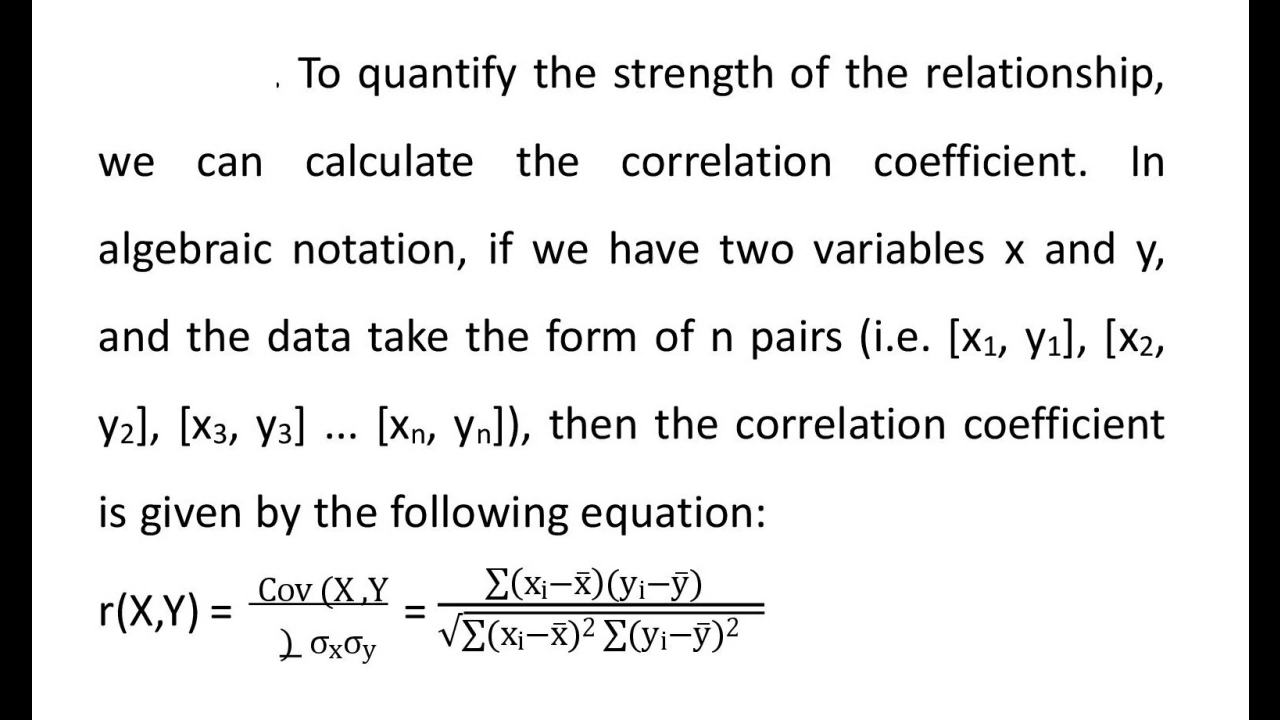 . To quantify the strength of the relationship,
we can calculate the correlation coefficient. In
algebraic notation, if we have two variables x and y,
and the data take the form of n pairs (i.e. [x₁, y₁], [x₂,
y₂], [x₃, y₃] ... [xₙ, yₙ]), then the correlation coefficient
is given by the following equation:
r(X,Y) = Cov (X ,Y ) / σₓσᵧ = ∑(xᵢ−x̄)(yᵢ−ȳ) / √∑(xᵢ−x̄)² ∑(yᵢ−ȳ)²